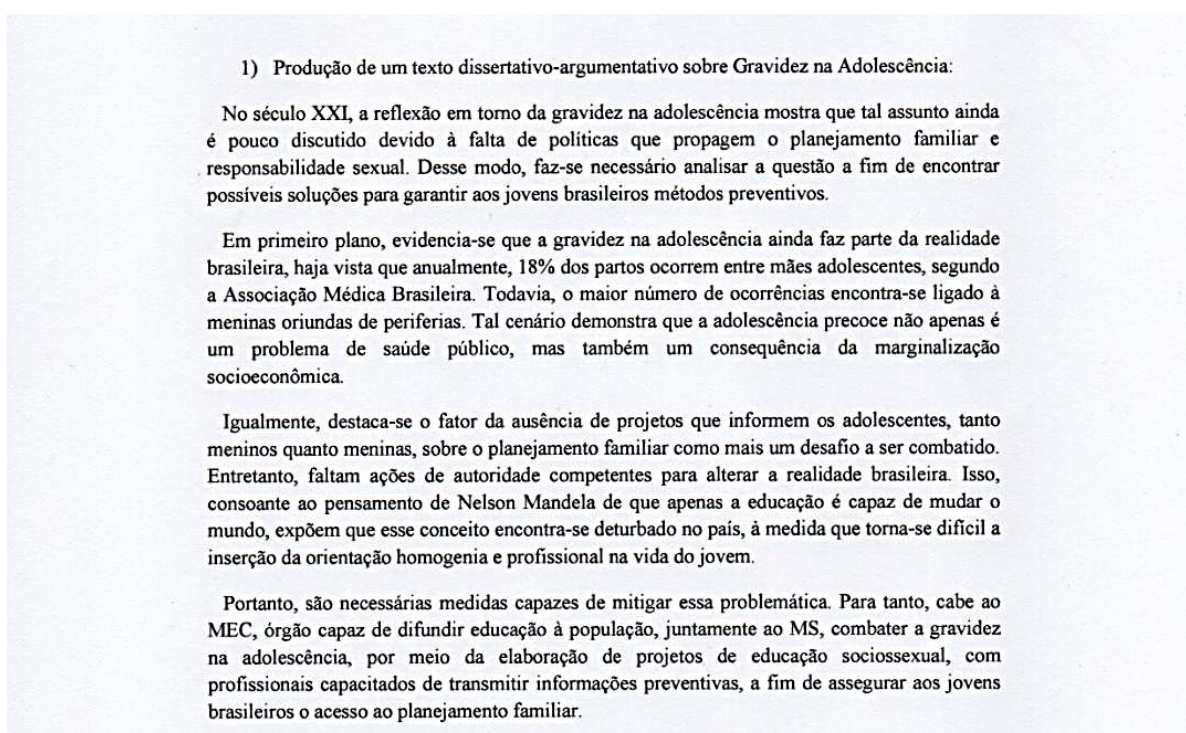 1) Produção de um texto dissertativo-argumentativo sobre Gravidez na Adolescência:
No século XXI, a reflexão em torno da gravidez na adolescência mostra que tal assunto ainda
é pouco discutido devido à falta de políticas que propagem o planejamento familiar e
responsabilidade sexual. Desse modo, faz-se necessário analisar a questão a fim de encontrar
possíveis soluções para garantir aos jovens brasileiros métodos preventivos.
Em primeiro plano, evidencia-se que a gravidez na adolescência ainda faz parte da realidade
brasileira, haja vista que anualmente, 18% dos partos ocorrem entre mães adolescentes, segundo
a Associação Médica Brasileira. Todavia, o maior número de ocorrências encontra-se ligado à
meninas oriundas de periferias. Tal cenário demonstra que a adolescência precoce não apenas é
um problema de saúde público, mas também um consequência da marginalização
socioeconômica.
Igualmente, destaca-se o fator da ausência de projetos que informem os adolescentes, tanto
meninos quanto meninas, sobre o planejamento familiar como mais um desafio a ser combatido.
Entretanto, faltam ações de autoridade competentes para alterar a realidade brasileira. Isso,
consoante ao pensamento de Nelson Mandela de que apenas a educação é capaz de mudar o
mundo, expõem que esse conceito encontra-se deturbado no país, à medida que torna-se difícil a
inserção da orientação homogenia e profissional na vida do jovem.
Portanto, são necessárias medidas capazes de mitigar essa problemática. Para tanto, cabe ao
MEC, órgão capaz de difundir educação à população, juntamente ao MS, combater a gravidez
na adolescência, por meio da elaboração de projetos de educação sociossexual, com
profissionais capacitados de transmitir informações preventivas, a fim de assegurar aos jovens
brasileiros o acesso ao planejamento familiar.